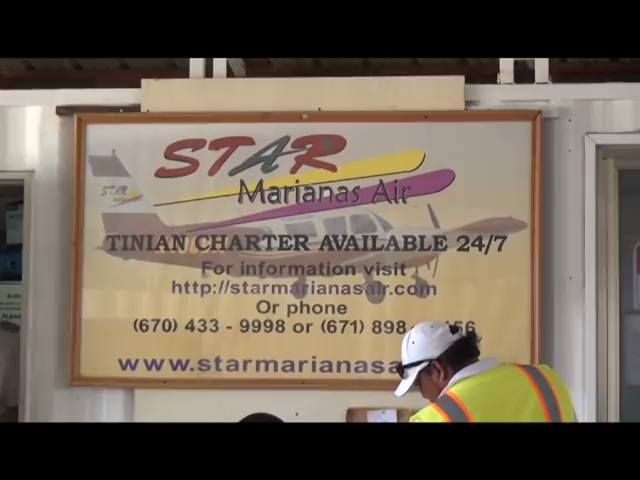 STAR
Marianas Air
STAR
TINIAN CHARTER AVAILABLE 24/7
For information visit
http://starmarianasair.com
Or phone
(670) 433 - 9998 or (671) 898
www.starmarianasa